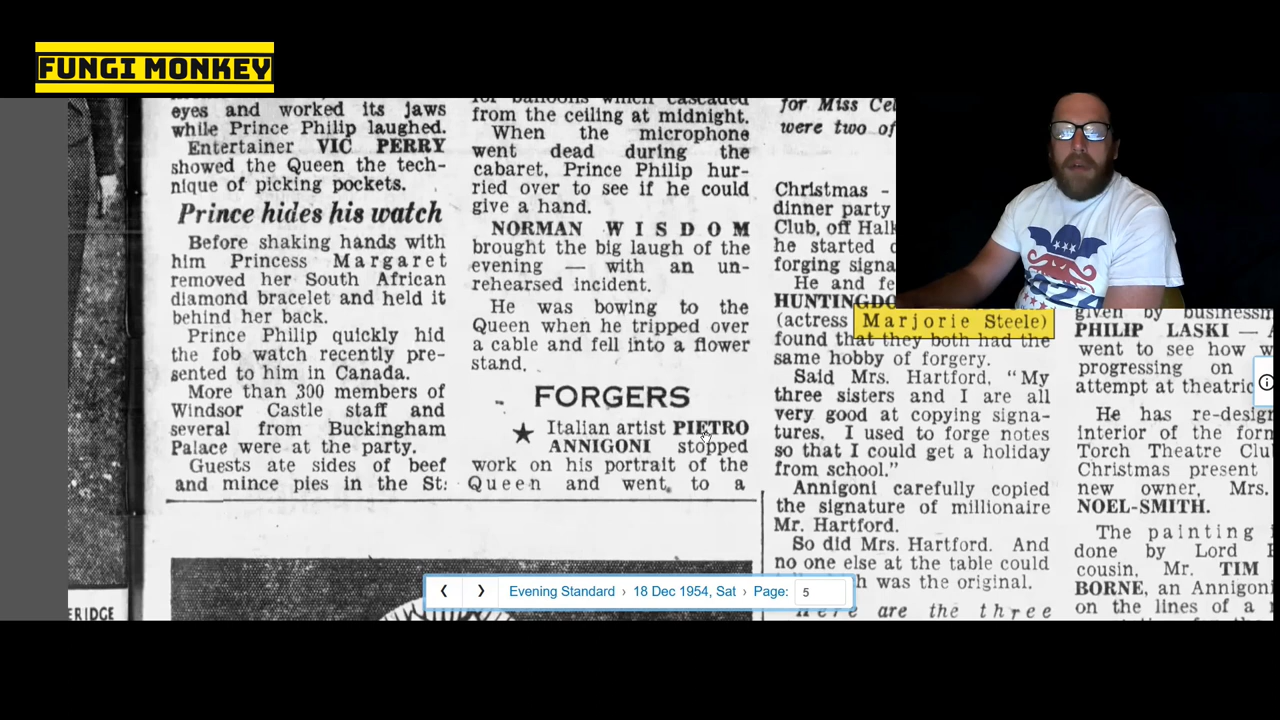 FUNGI MONKEY
eyes and worked its jaws
while Prince Philip laughed.
Entertainer VIC PERRY
showed the Queen the tech-
nique of picking pockets.
Prince hides his watch
Before shaking hands with
him Princess Margaret
removed her South African
diamond bracelet and held it
behind her back.
Prince Philip quickly hid
the fob watch recently pre-
sented to him in Canada.
More than 300 members of
Windsor Castle staff and
several from Buckingham
Palace were at the party.
Guests ate sides of beef
and mince pies in the St.
for balloons which cascaded
from the ceiling at midnight.
When the microphone
went dead during the
cabaret, Prince Philip hur-
ried over to see if he could
give a hand.
NORMAN WISDOM
brought the big laugh of the
evening — with an un-
rehearsed incident.
He was bowing to the
Queen when he tripped over
a cable and fell into a flower
stand.
FORGERS
Italian artist PIETRO
ANNIGONI stopped
work on his portrait of the
Queen and went to a
for Miss Cel
were two of
Christmas -
dinner party
Club, off Halk
he started
forging signa
He and fe
HUNTINGDO
(actress Marjorie Steele)
found that they both had the
same hobby of forgery.
Said Mrs. Hartford, "My
three sisters and I are all
very good at copying signa-
tures. I used to forge notes
so that I could get a holiday
from school."
Annigoni carefully copied
the signature of millionaire
Mr. Hartford.
So did Mrs. Hartford. And
no one else at the table could
h was the original.
are the three
given by businessm
PHILIP LASKI — A
went to see how w
progressing on
attempt at theatric
He has re-design
interior of the form
Torch Theatre Clu
Christmas present
new owner, Mrs.
NOEL-SMITH.
The painting i
done by Lord
cousin, Mr. TIM
BORNE, an Annigoni
on the lines of a
ERIDGE
Evening Standard › 18 Dec 1954, Sat › Page: 5